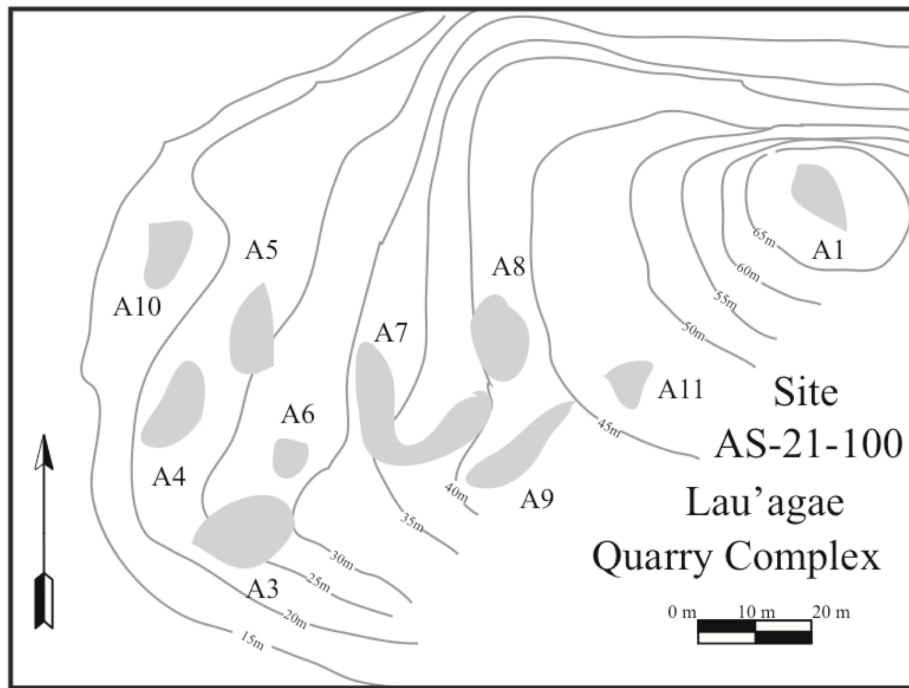 A1
65m
60m
55m
50m
A5
A8
A10
A7
A11
A6
45m
A4
A9
40m
35m
30m
A3
25m
20m
15m
Site
AS-21-100
Lau’agae
Quarry Complex
0 m 10 m 20 m